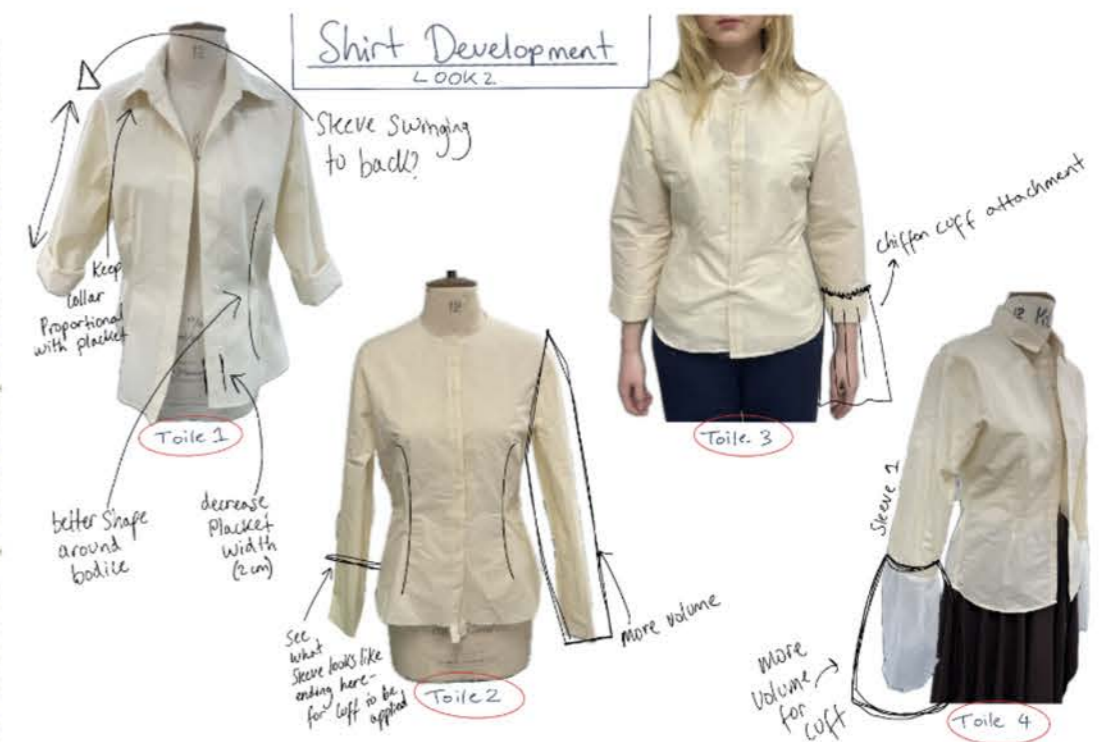 Shirt Development
LOOK 2
Sleeve swinging
to back?
Keep
Collar
Proportional
with placket
Toile 1
better shape
around
bodice
decrease
Placket
width
(2cm)
See
what
Sleeve looks like
ending here-
for cuff to be
applied
more volume
Toile 2
chiffon cuff attachment
Toile 3
Sleeve 1
more
volume
for
cuff
Toile 4
12